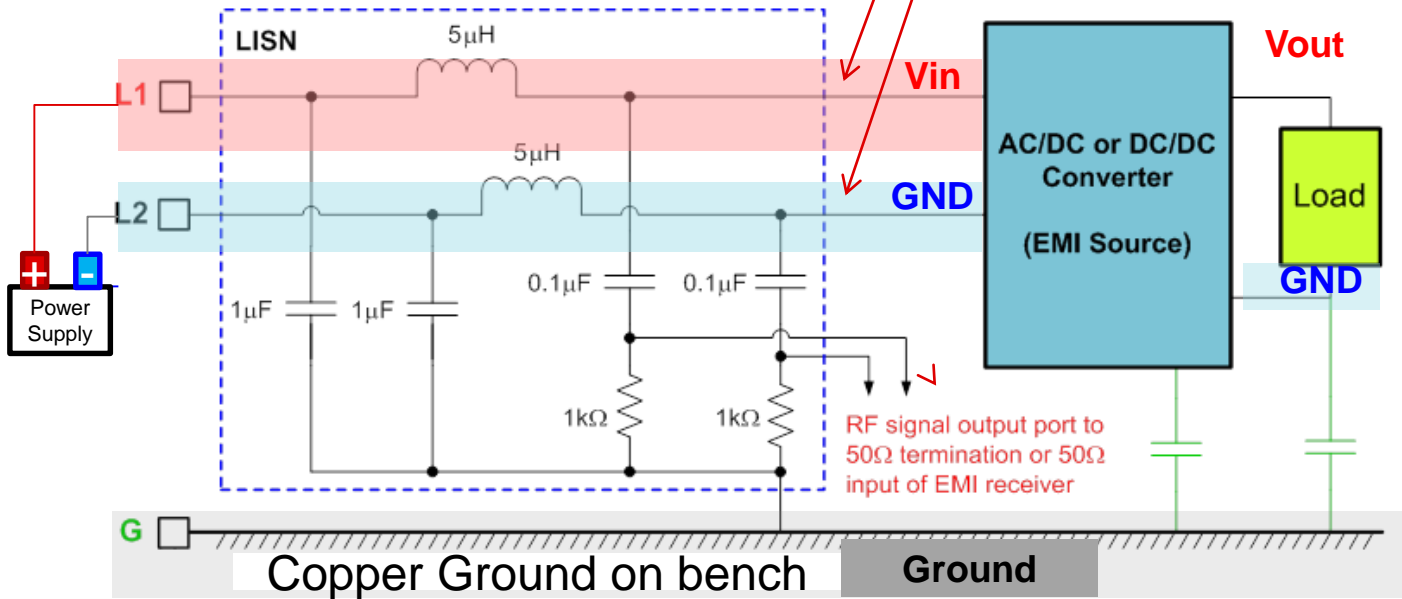 LISN
5μH
L1
Vin
Vout
5μH
AC/DC or DC/DC
Converter
(EMI Source)
Load
L2
GND
+
-
Power
Supply
1μF
1μF
0.1μF
0.1μF
GND
1kΩ
1kΩ
RF signal output port to
50Ω termination or 50Ω
input of EMI receiver
G
Copper Ground on bench
Ground